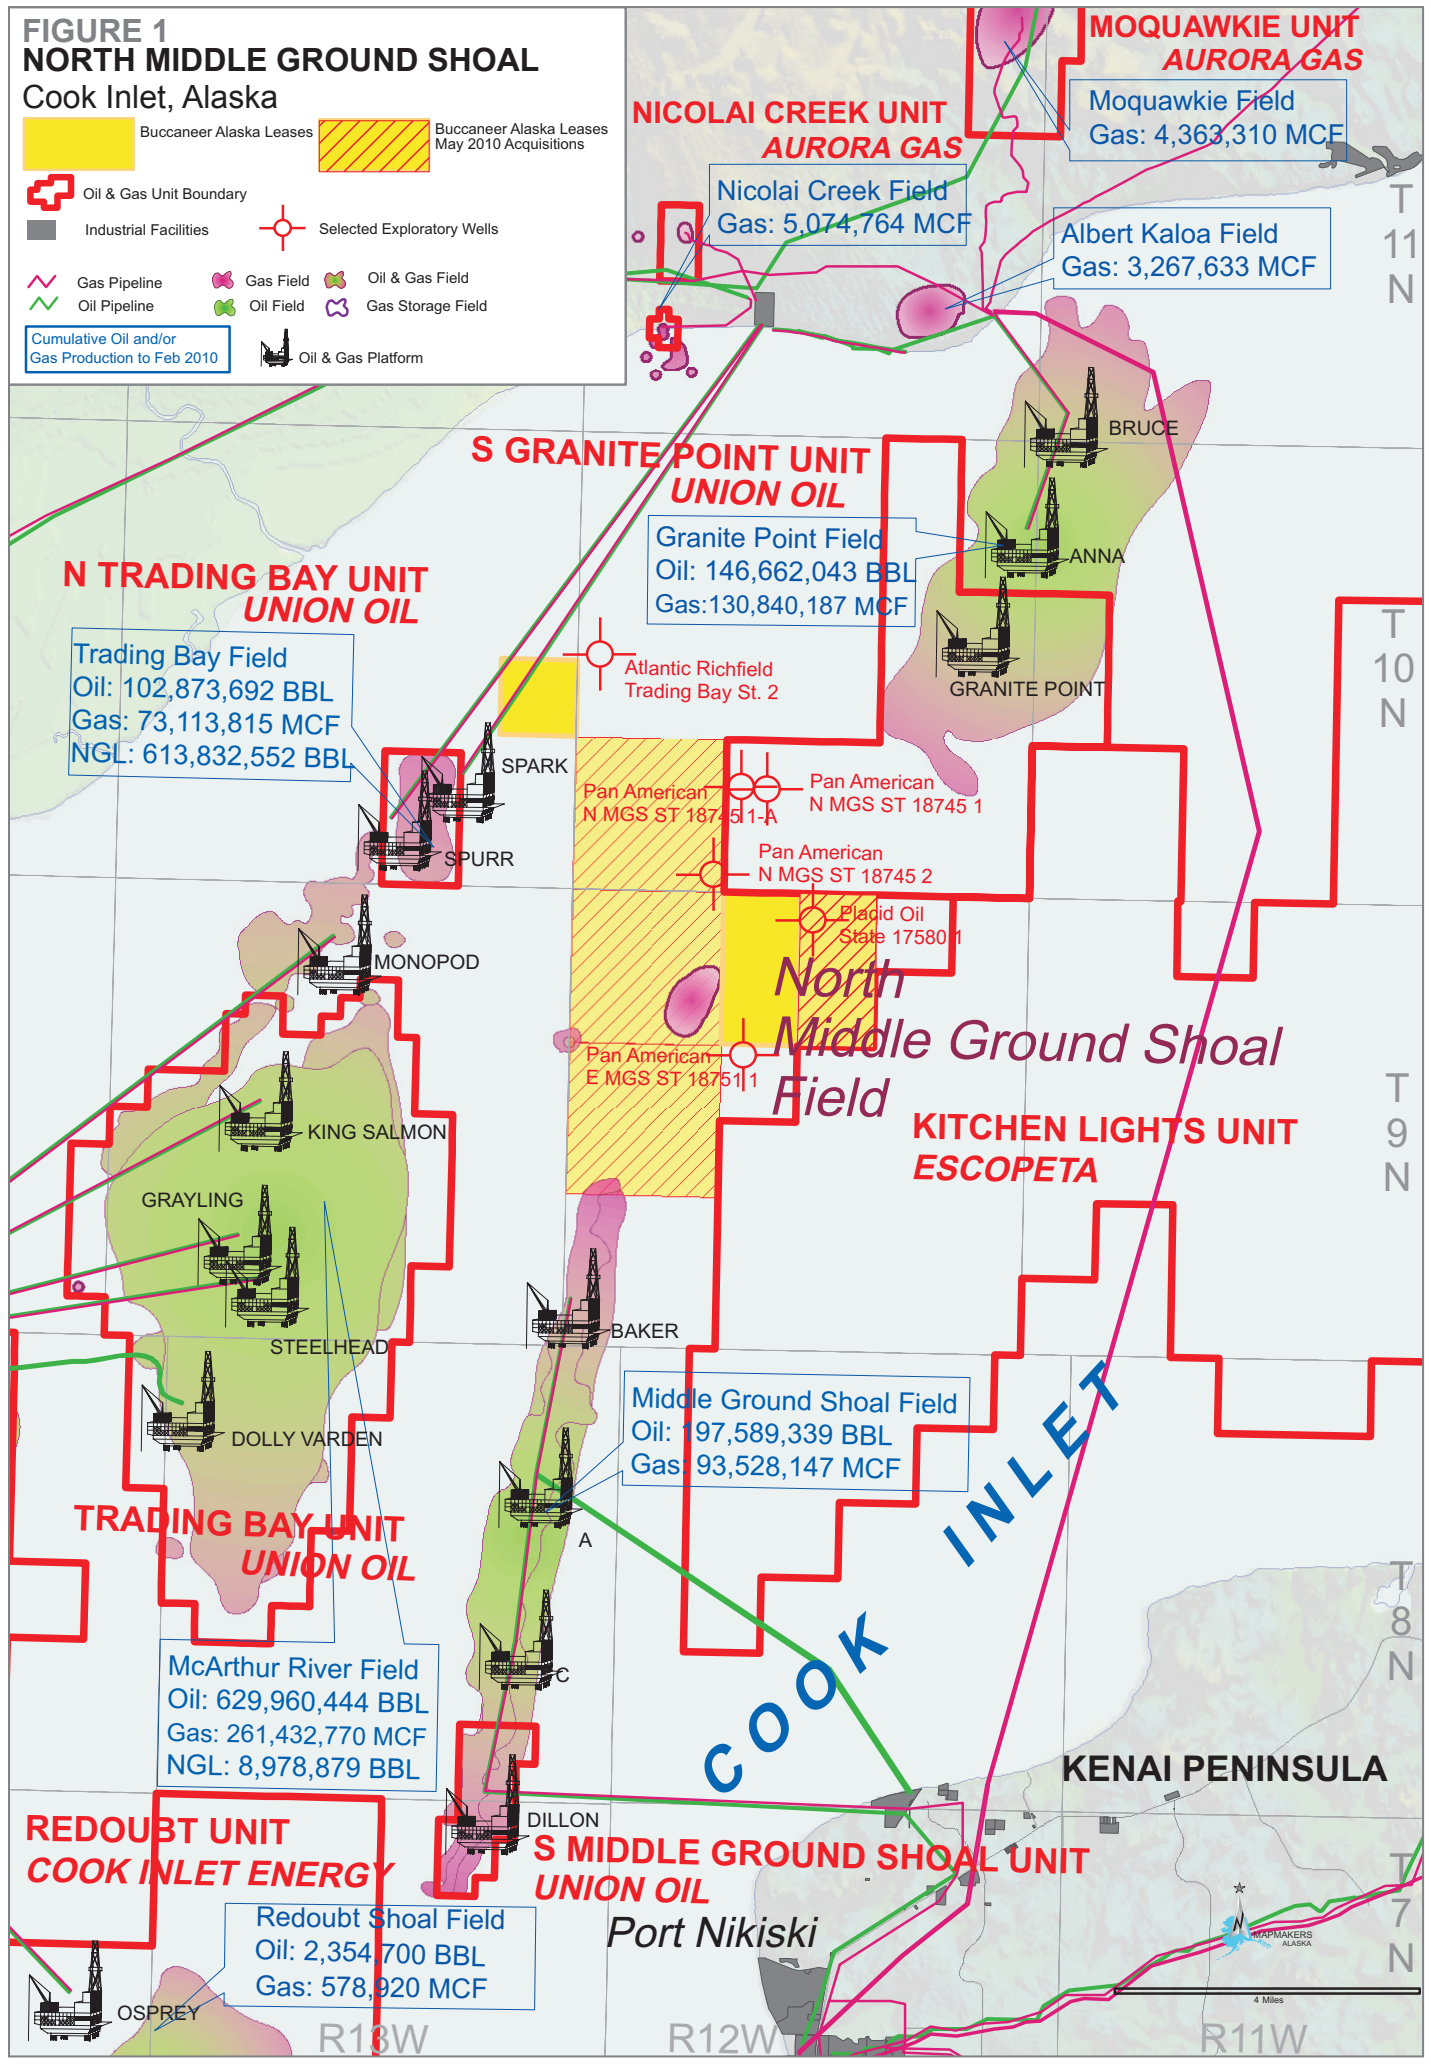 FIGURE 1
NORTH MIDDLE GROUND SHOAL
Cook Inlet, Alaska
Buccaneer Alaska Leases
Buccaneer Alaska Leases
May 2010 Acquisitions
Oil & Gas Unit Boundary
Industrial Facilities
Selected Exploratory Wells
Gas Pipeline
Gas Field
Oil & Gas Field
Oil Pipeline
Oil Field
Gas Storage Field
Cumulative Oil and/or
Gas Production to Feb 2010
Oil & Gas Platform
MOQUAWKIE UNIT
AURORA GAS
Moquawkie Field
Gas: 4,363,310 MCF
NICOLAI CREEK UNIT
AURORA GAS
Nicolai Creek Field
Gas: 5,074,764 MCF
Albert Kaloa Field
Gas: 3,267,633 MCF
T
11
N
BRUCE
S GRANITE POINT UNIT
UNION OIL
Granite Point Field
Oil: 146,662,043 BBL
Gas:130,840,187 MCF
ANNA
GRANITE POINT
N TRADING BAY UNIT
UNION OIL
Trading Bay Field
Oil: 102,873,692 BBL
Gas: 73,113,815 MCF
NGL: 613,832,552 BBL
T
10
N
Atlantic Richfield
Trading Bay St. 2
SPARK
SPURR
Pan American
N MGS ST 18745 1-A
Pan American
N MGS ST 18745 1
Pan American
N MGS ST 18745 2
Placid Oil
State 17580 1
MONOPOD
North
Middle Ground Shoal
Field
Pan American
E MGS ST 18751 1
KING SALMON
KITCHEN LIGHTS UNIT
ESCOPETA
T
9
N
GRAYLING
STEELHEAD
BAKER
DOLLY VARDEN
Middle Ground Shoal Field
Oil: 197,589,339 BBL
Gas: 93,528,147 MCF
A
TRADING BAY UNIT
UNION OIL
COOK INLET
T
8
N
C
McArthur River Field
Oil: 629,960,444 BBL
Gas: 261,432,770 MCF
NGL: 8,978,879 BBL
KENAI PENINSULA
DILLON
S MIDDLE GROUND SHOAL UNIT
UNION OIL
REDOUBT UNIT
COOK INLET ENERGY
Redoubt Shoal Field
Oil: 2,354,700 BBL
Gas: 578,920 MCF
Port Nikiski
T
7
N
OSPREY
N
MAPMAKERS
ALASKA
4 Miles
R13W
R12W
R11W